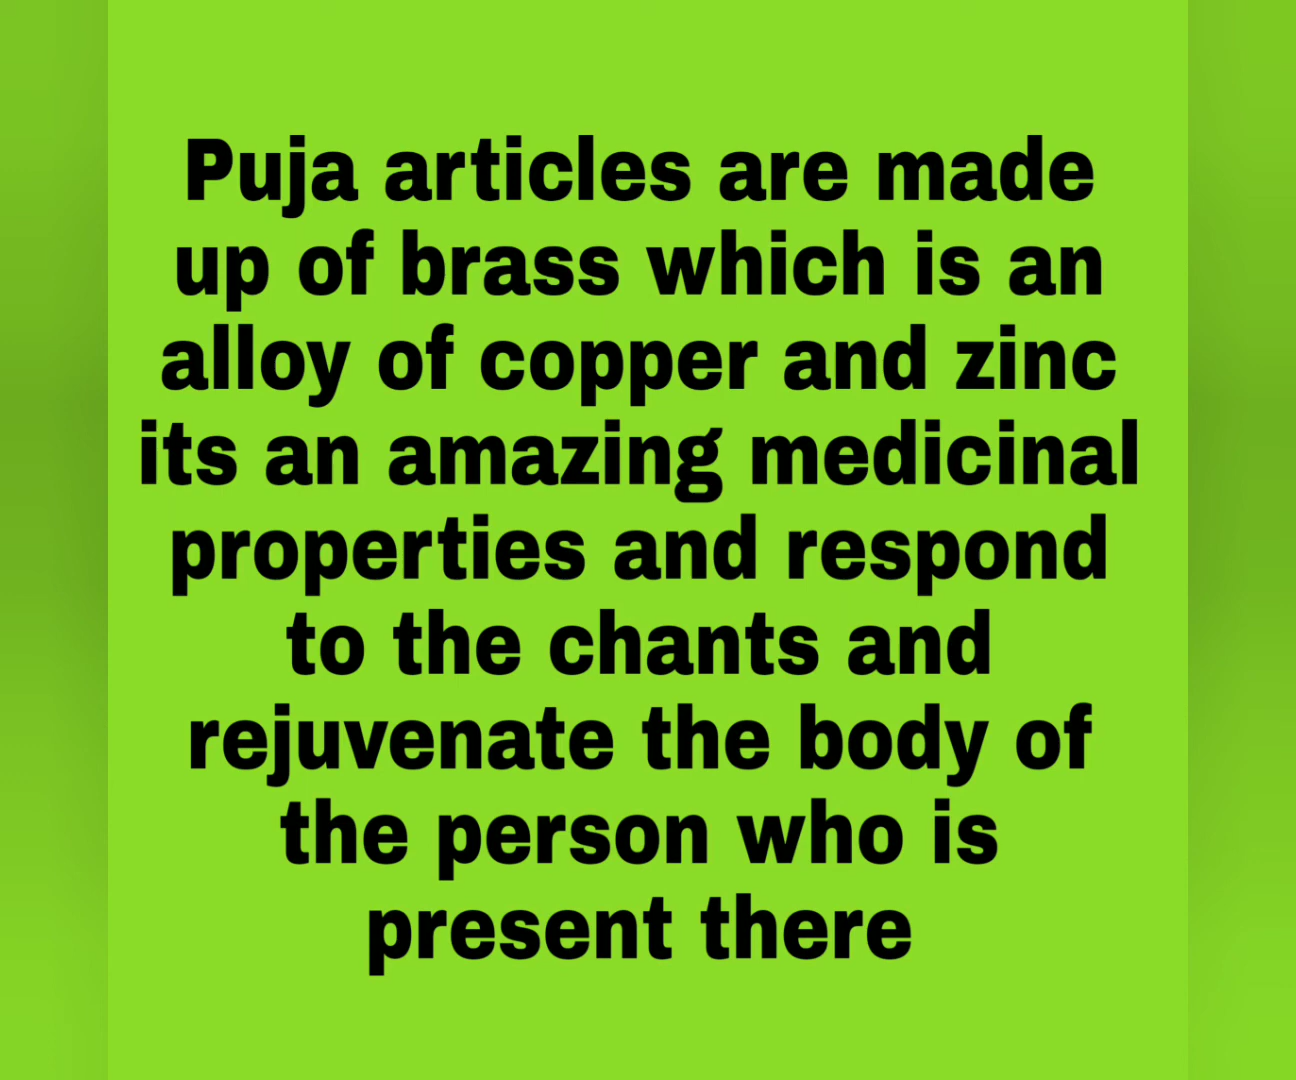 Puja articles are made
up of brass which is an
alloy of copper and zinc
its an amazing medicinal
properties and respond
to the chants and
rejuvenate the body of
the person who is
present there